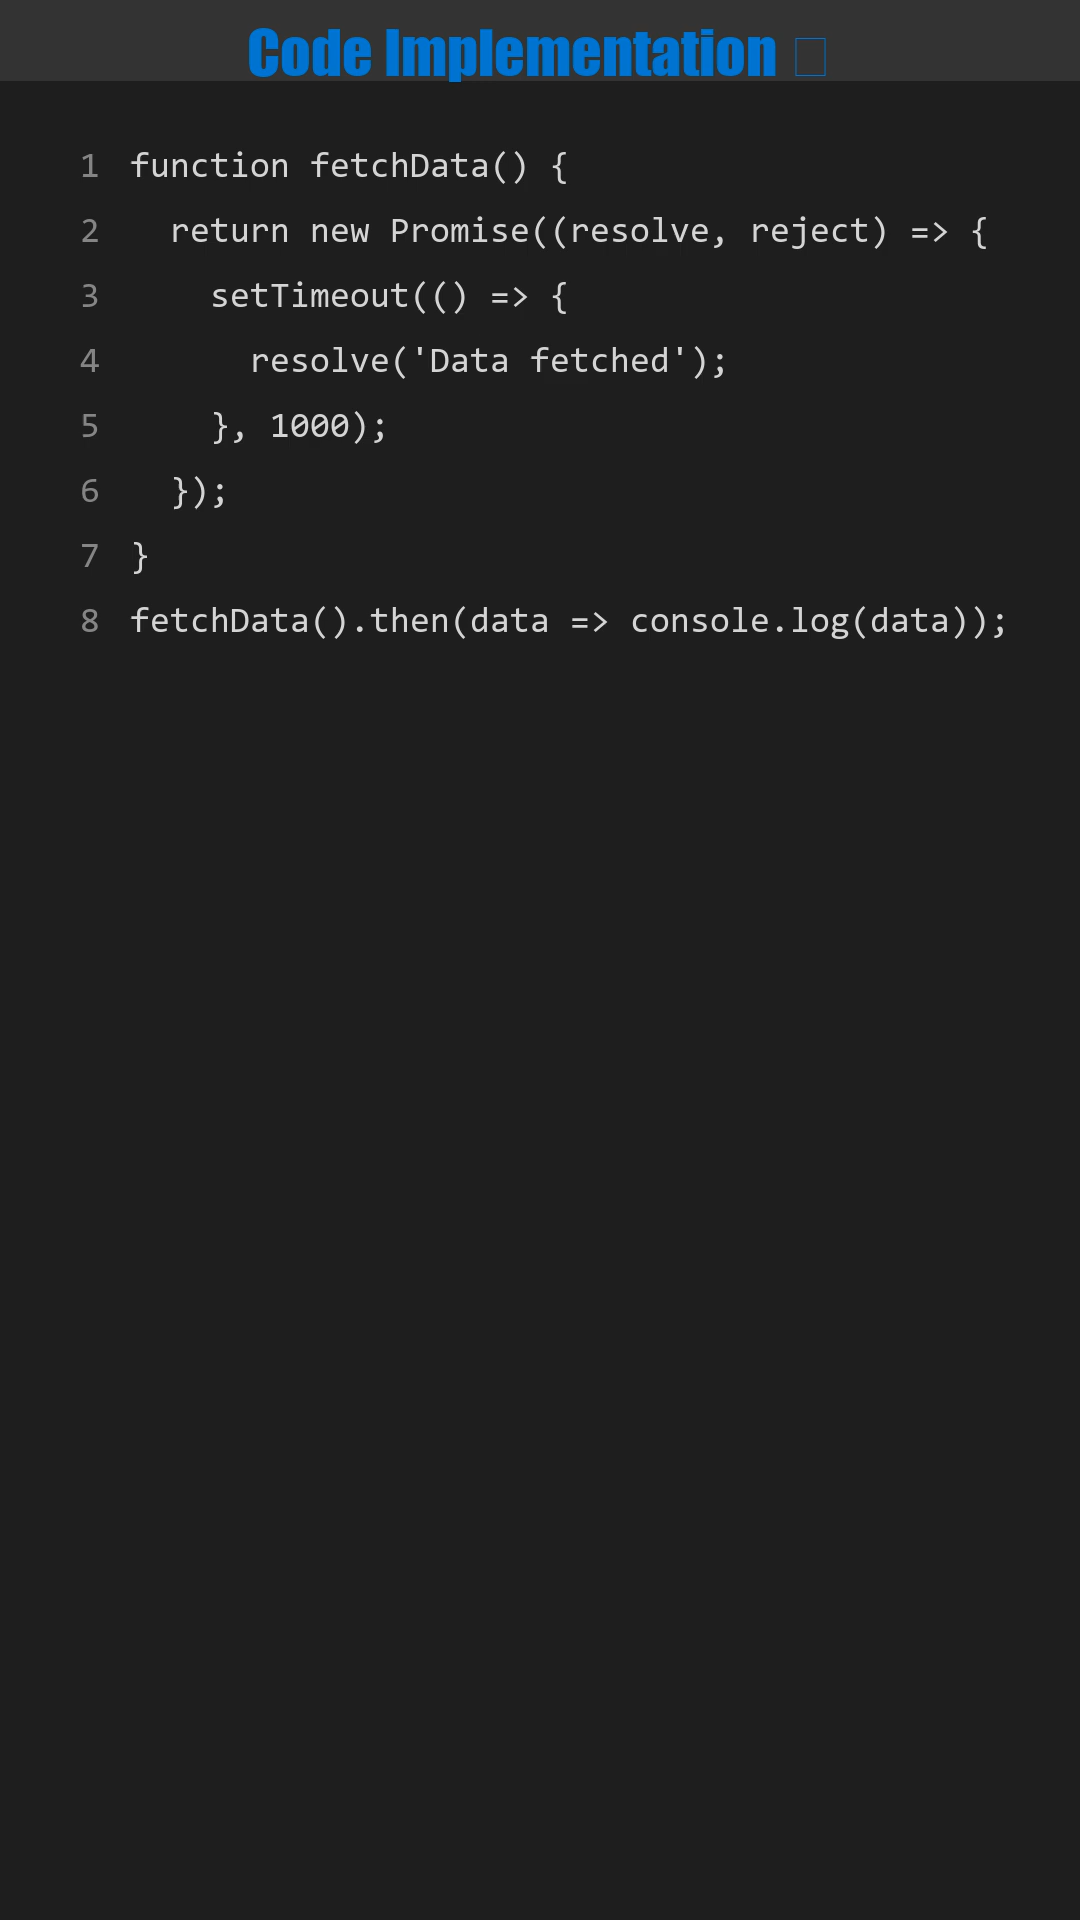 Code Implementation
1 function fetchData() {
2   return new Promise((resolve, reject) => {
3     setTimeout(() => {
4       resolve('Data fetched');
5     }, 1000);
6   });
7 }
8 fetchData().then(data => console.log(data));